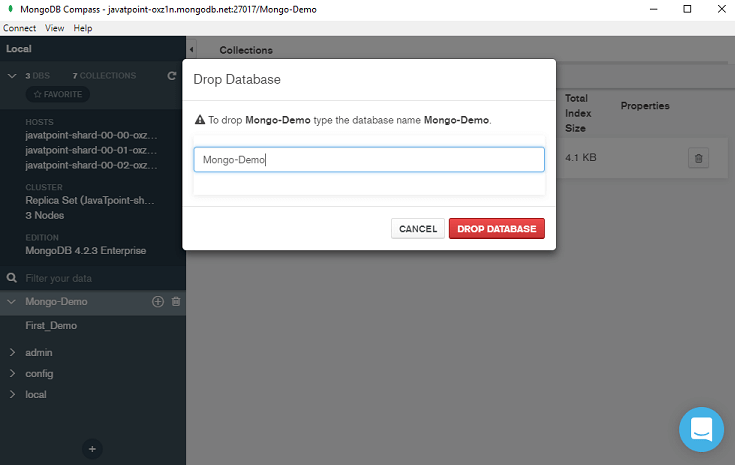 MongoDB Compass - javatpoint-oxz1n.mongodb.net:27017/Mongo-Demo
Connect View Help
Local
3 DBS 7 COLLECTIONS
FAVORITE
HOSTS
javatpoint-shard-00-00-oxz...
javatpoint-shard-00-01-oxz...
javatpoint-shard-00-02-oxz...
CLUSTER
Replica Set (JavaTpoint-sh...
3 Nodes
EDITION
MongoDB 4.2.3 Enterprise
Filter your data
Mongo-Demo
First_Demo
admin
config
local
Collections
Total
Index
Size
Properties
4.1 KB
Drop Database
To drop Mongo-Demo type the database name Mongo-Demo.
Mongo-Demo
CANCEL
DROP DATABASE